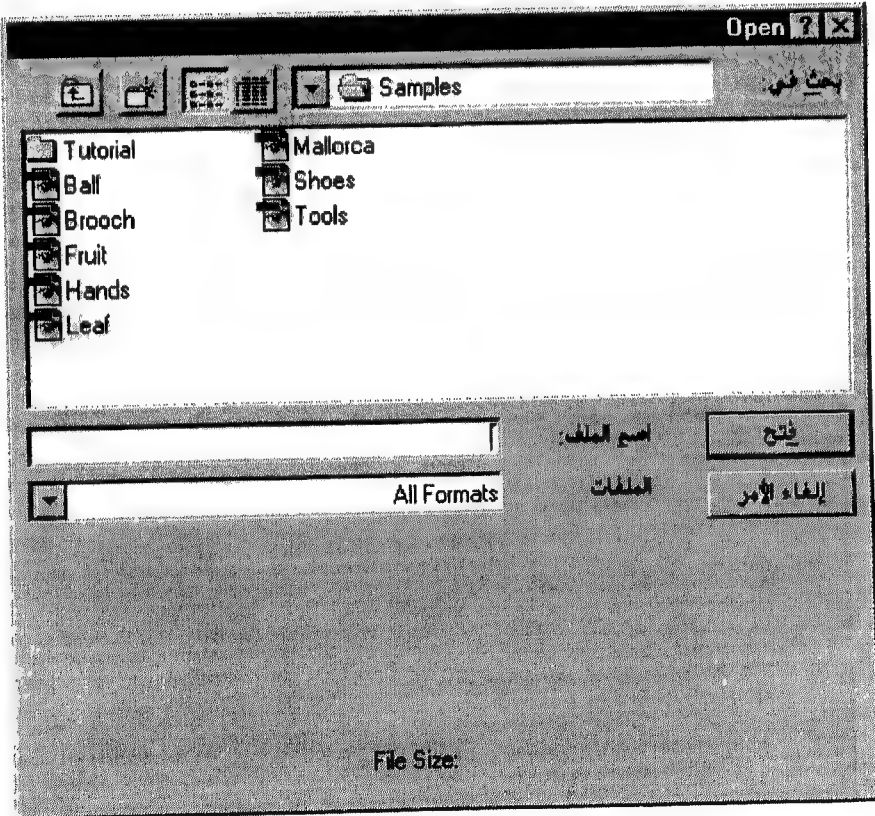 Open
بحث في:
Samples
Tutorial
Ball
Brooch
Fruit
Hands
Leaf
Mallorca
Shoes
Tools
اسم الملف:
فتح
الملفات
All Formats
إلغاء الأمر
File Size: